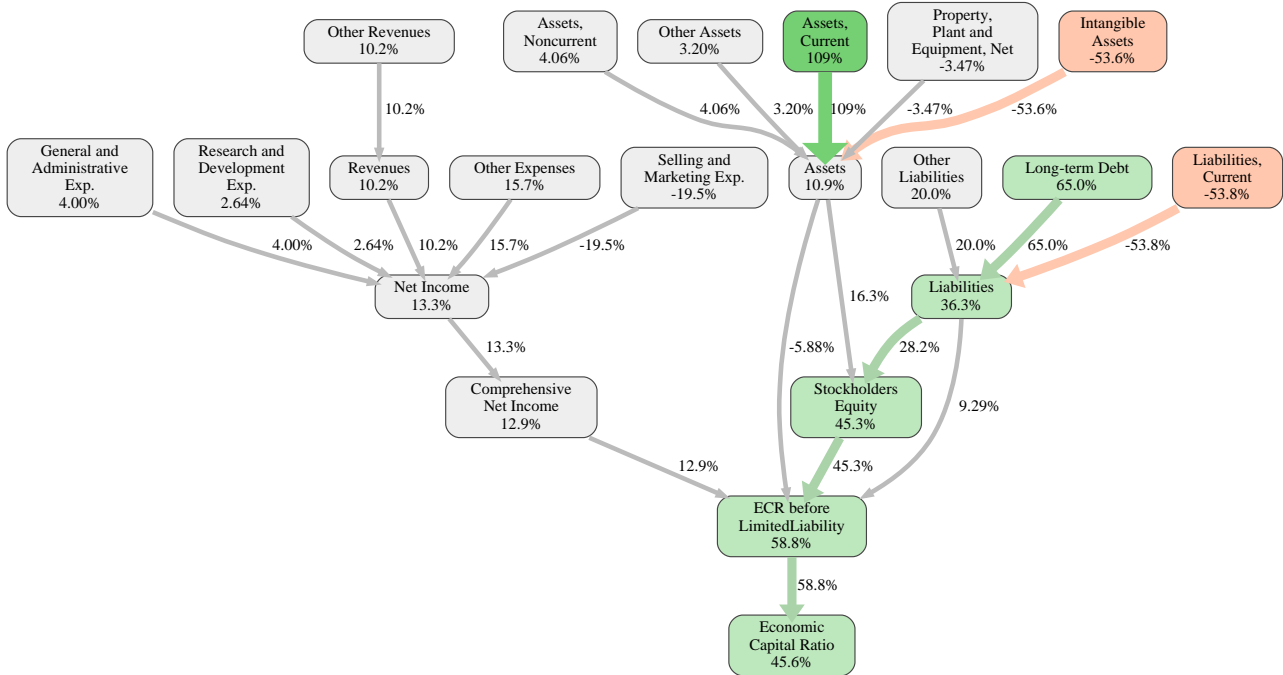 Other Revenues
10.2%
Assets,
Noncurrent
4.06%
Other Assets
3.20%
Assets,
Current
109%
Property,
Plant and
Equipment, Net
-3.47%
Intangible
Assets
-53.6%
10.2%
4.06%
3.20%
109%
-3.47%
-53.6%
General and
Administrative
Exp.
4.00%
Research and
Development
Exp.
2.64%
Revenues
10.2%
Other Expenses
15.7%
Selling and
Marketing Exp.
-19.5%
Assets
10.9%
Other
Liabilities
20.0%
Long-term Debt
65.0%
Liabilities,
Current
-53.8%
4.00%
2.64%
10.2%
15.7%
-19.5%
20.0%
65.0%
-53.8%
Net Income
13.3%
16.3%
Liabilities
36.3%
13.3%
-5.88%
28.2%
Comprehensive
Net Income
12.9%
Stockholders
Equity
45.3%
9.29%
12.9%
45.3%
ECR before
LimitedLiability
58.8%
58.8%
Economic
Capital Ratio
45.6%